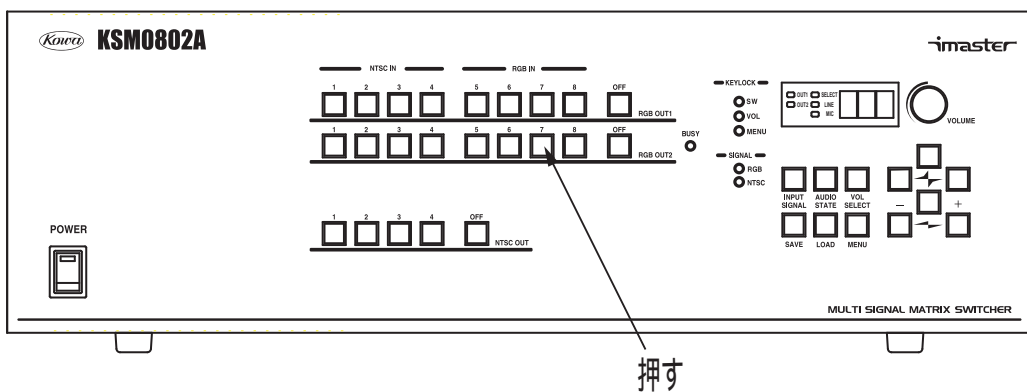 Kowa KSM0802A
imaster
NTSC IN RGB IN
1 2 3 4 5 6 7 8 OFF
RGB OUT1
1 2 3 4 5 6 7 8 OFF
RGB OUT2
BUSY
KEYLOCK
SW
VOL
MENU
SIGNAL
RGB
NTSC
OUT1 SELECT
OUT2 LINE
MIC
VOLUME
INPUT SIGNAL
AUDIO STATE
VOL SELECT
− +
SAVE LOAD MENU
1 2 3 4 OFF
NTSC OUT
POWER
MULTI SIGNAL MATRIX SWITCHER
押す